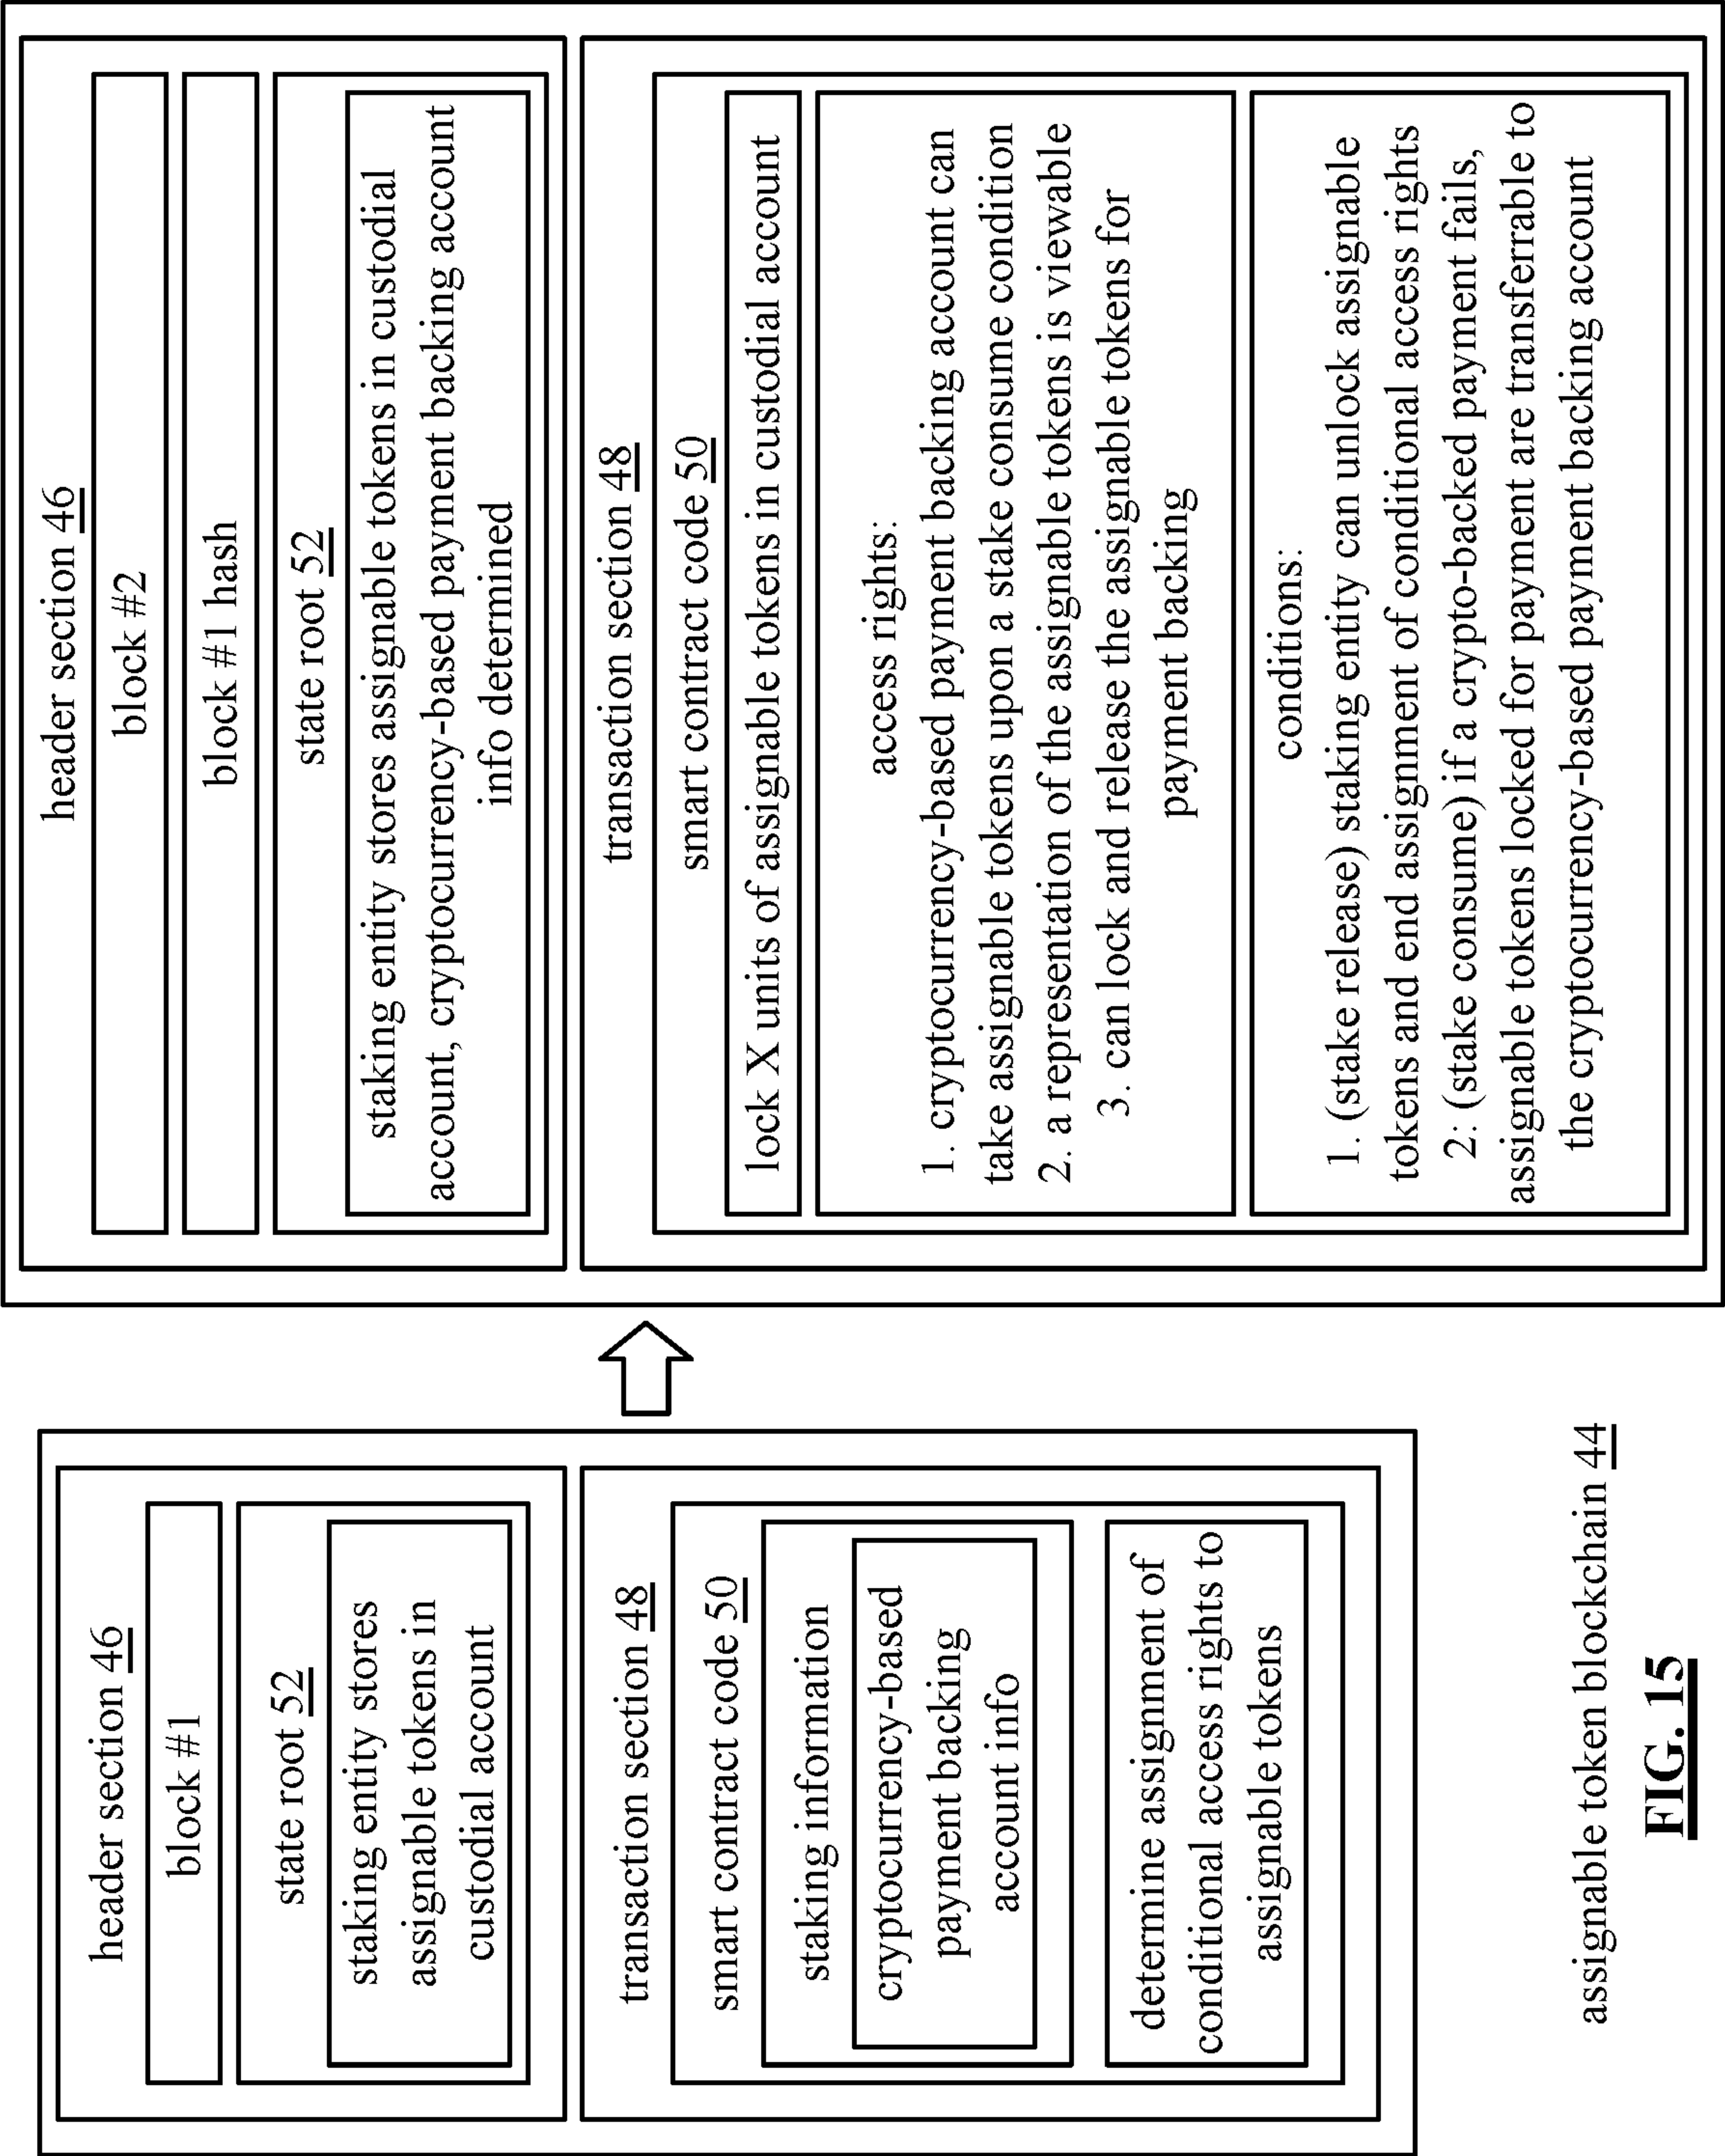 header section 46
block #1
state root 52
staking entity stores
assignable tokens in
custodial account
transaction section 48
smart contract code 50
staking information
cryptocurrency-based
payment backing
account info
determine assignment of
conditional access rights to
assignable tokens
header section 46
block #2
block #1 hash
state root 52
staking entity stores assignable tokens in custodial
account, cryptocurrency-based payment backing account
info determined
transaction section 48
smart contract code 50
lock X units of assignable tokens in custodial account
access rights:
1. cryptocurrency-based payment backing account can
take assignable tokens upon a stake consume condition
2. a representation of the assignable tokens is viewable
3. can lock and release the assignable tokens for
payment backing
conditions:
1. (stake release) staking entity can unlock assignable
tokens and end assignment of conditional access rights
2: (stake consume) if a crypto-backed payment fails,
assignable tokens locked for payment are transferrable to
the cryptocurrency-based payment backing account
assignable token blockchain 44
FIG. 15